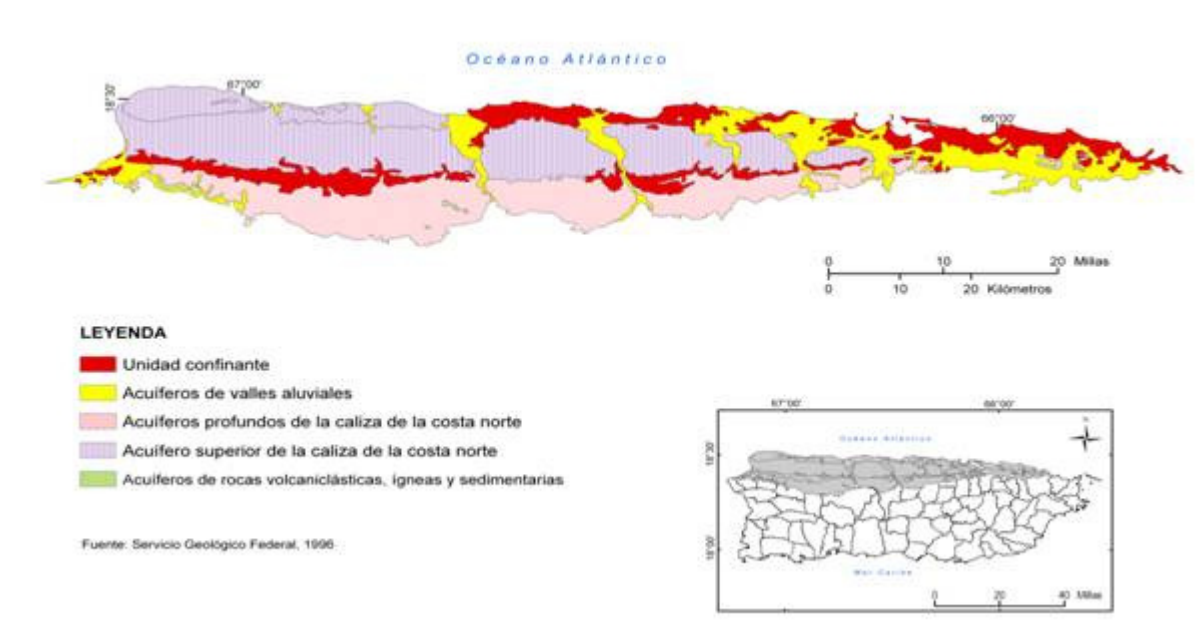 Océano Atlántico
67°00'
18°30'
66°00'
0 10 20 Millas
0 10 20 Kilómetros
LEYENDA
Unidad confinante
Acuíferos de valles aluviales
Acuíferos profundos de la caliza de la costa norte
Acuífero superior de la caliza de la costa norte
Acuíferos de rocas volcaniclásticas, ígneas y sedimentarias
Fuente: Servicio Geológico Federal, 1996
67°00' 66°00'
Océano Atlántico
18°30'
18°00'
Mar Caribe
0 20 40 Millas